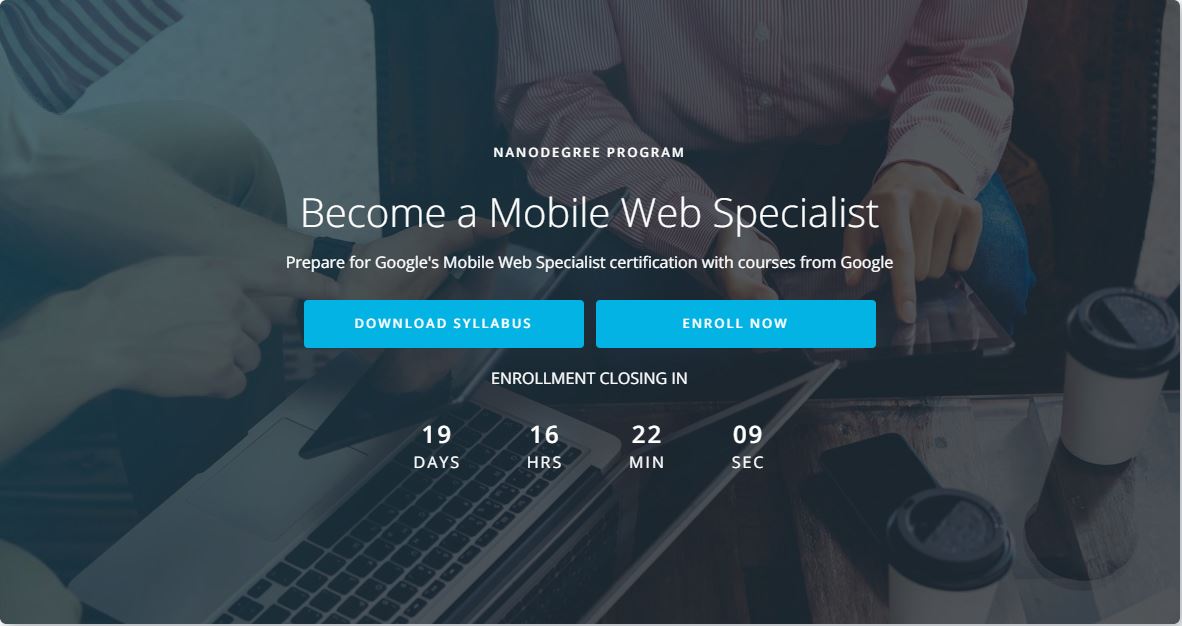 NANODEGREE PROGRAM
Become a Mobile Web Specialist
Prepare for Google's Mobile Web Specialist certification with courses from Google
DOWNLOAD SYLLABUS
ENROLL NOW
ENROLLMENT CLOSING IN
19 16 22 09
DAYS HRS MIN SEC